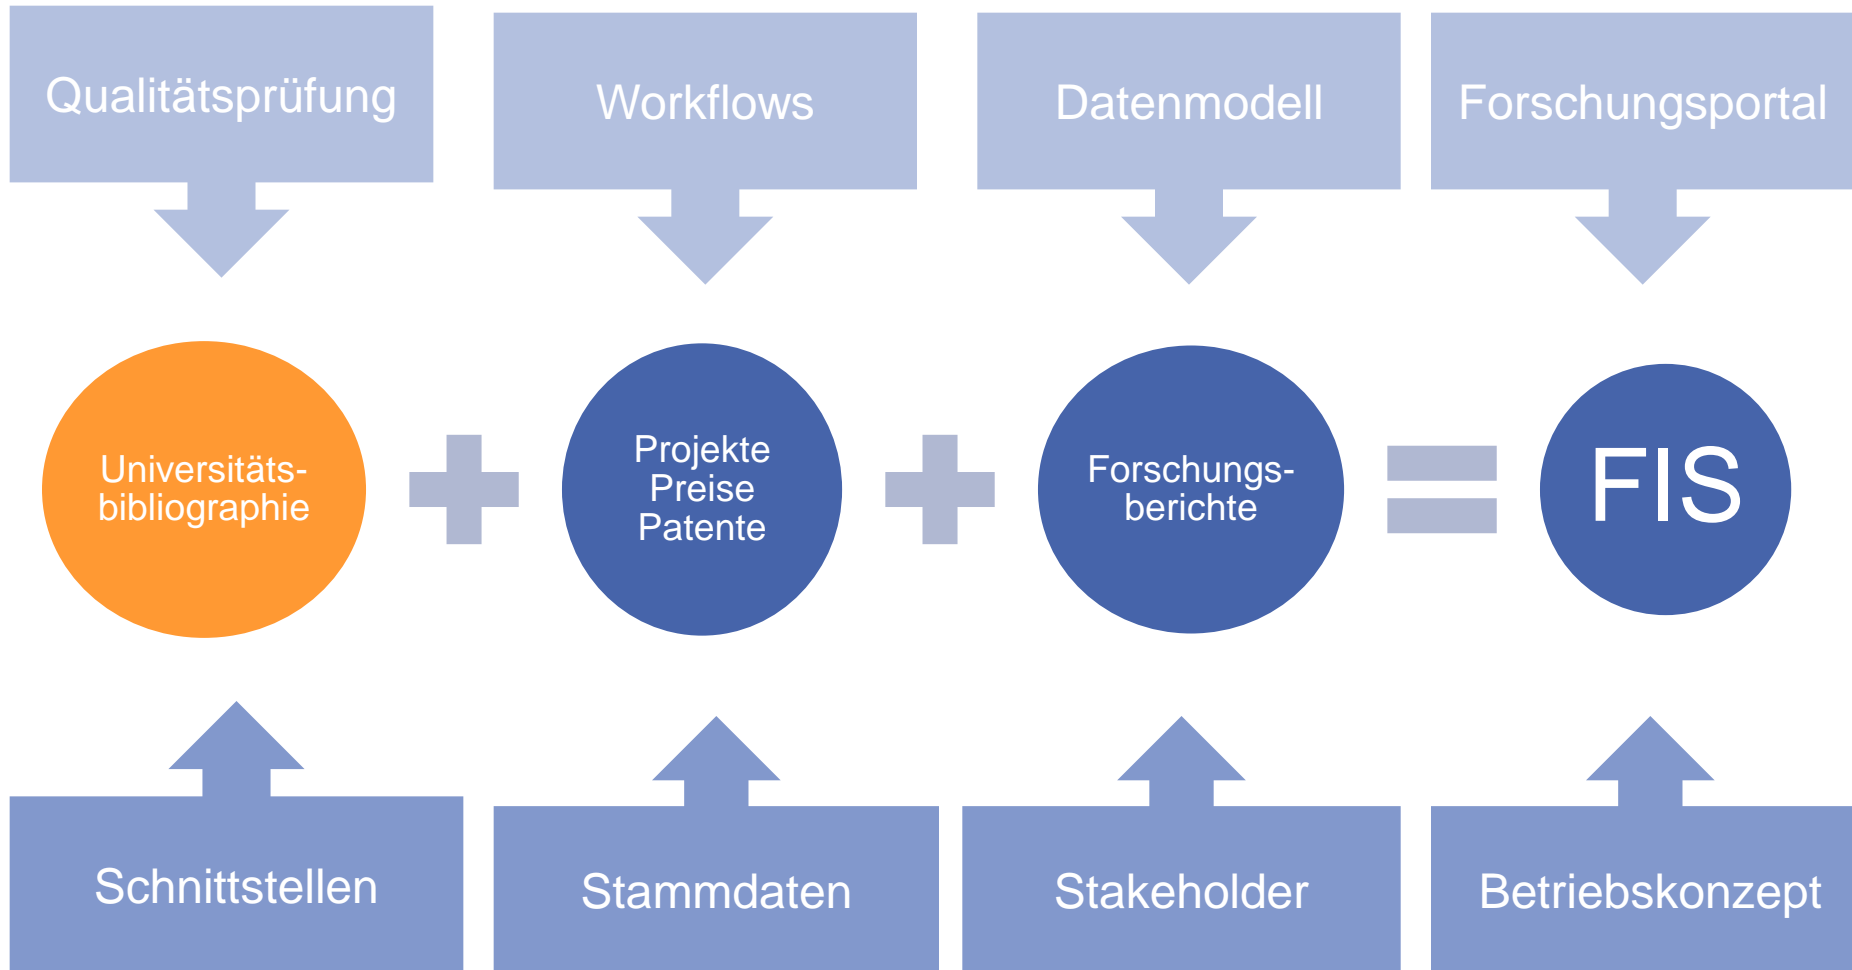 Qualitätsprüfung
Workflows
Datenmodell
Forschungsportal
Universitäts-
bibliographie
Projekte
Preise
Patente
Forschungs-
berichte
FIS
Schnittstellen
Stammdaten
Stakeholder
Betriebskonzept